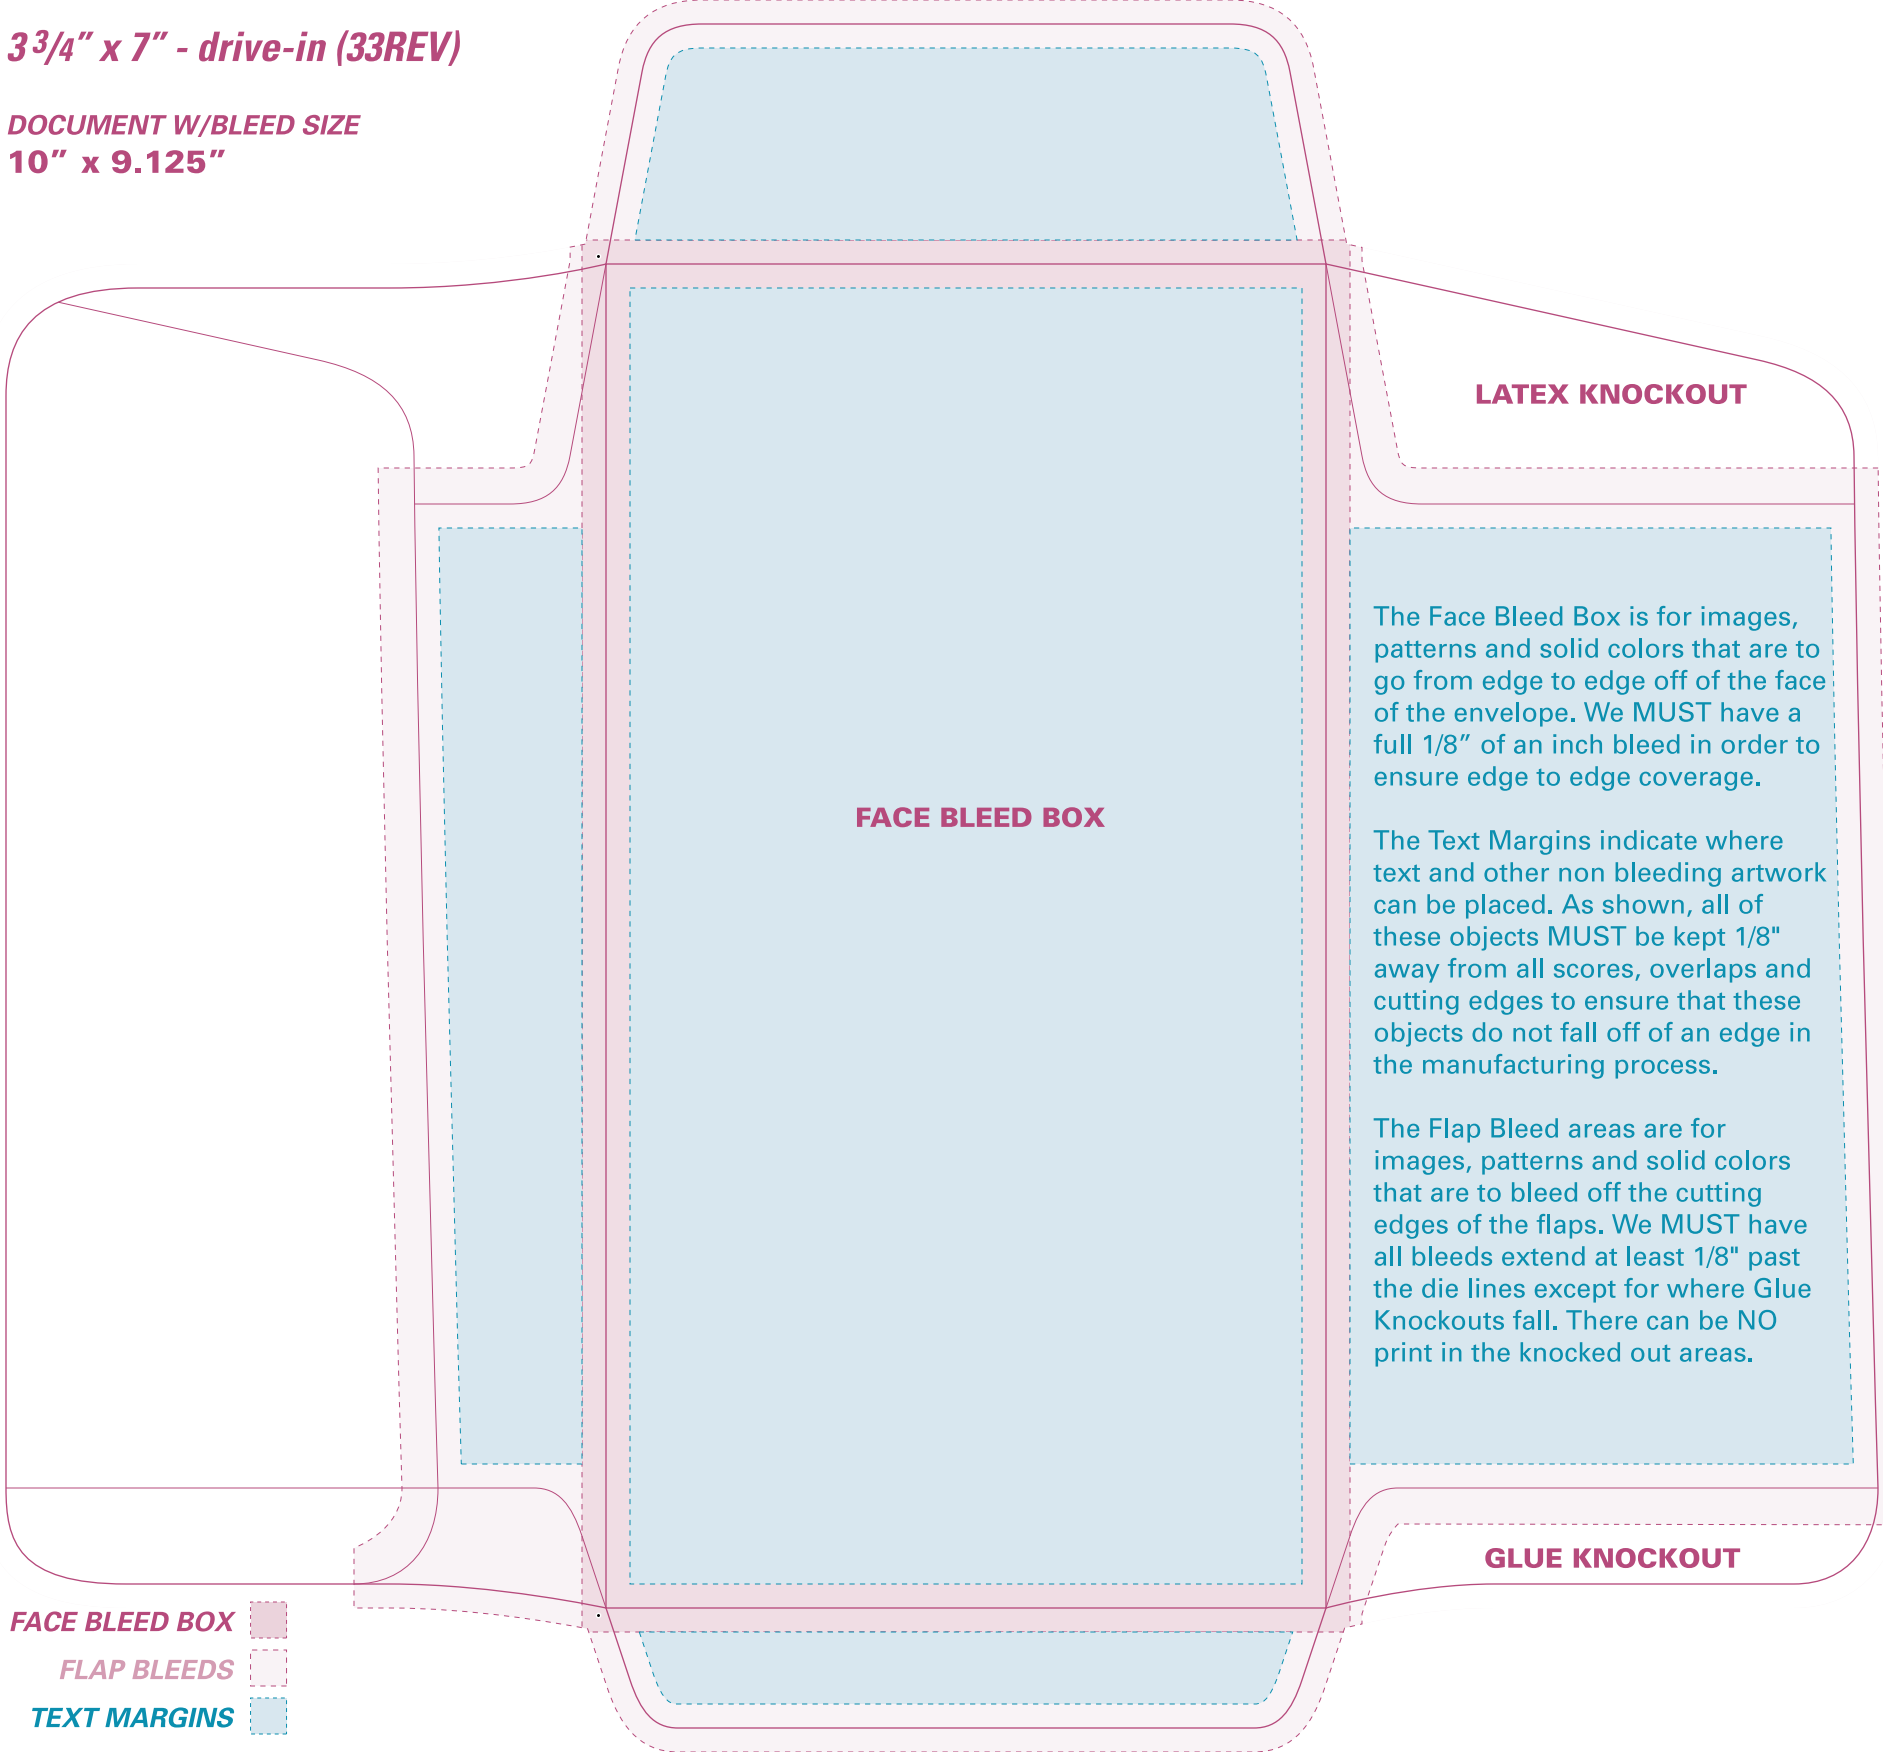 3 3/4″ x 7″ - drive-in (33REV)
DOCUMENT W/BLEED SIZE
10″ x 9.125″
LATEX KNOCKOUT
The Face Bleed Box is for images,
patterns and solid colors that are to
go from edge to edge off of the face
of the envelope. We MUST have a
full 1/8″ of an inch bleed in order to
ensure edge to edge coverage.
The Text Margins indicate where
text and other non bleeding artwork
can be placed. As shown, all of
these objects MUST be kept 1/8"
away from all scores, overlaps and
cutting edges to ensure that these
objects do not fall off of an edge in
the manufacturing process.
The Flap Bleed areas are for
images, patterns and solid colors
that are to bleed off the cutting
edges of the flaps. We MUST have
all bleeds extend at least 1/8" past
the die lines except for where Glue
Knockouts fall. There can be NO
print in the knocked out areas.
FACE BLEED BOX
GLUE KNOCKOUT
FACE BLEED BOX
FLAP BLEEDS
TEXT MARGINS